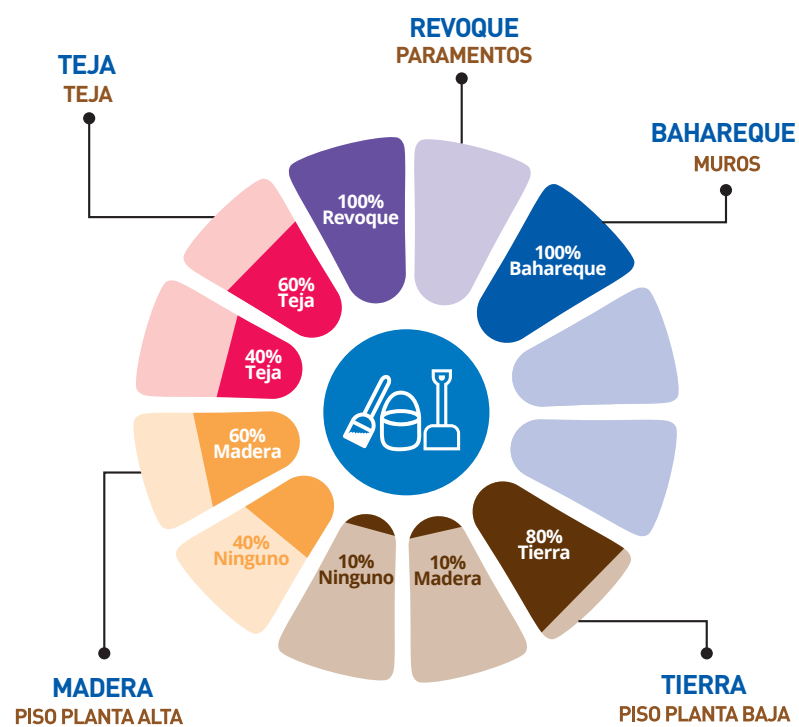 REVOQUE
PARAMENTOS
TEJA
TEJA
BAHAREQUE
MUROS
100%
Revoque
100%
Bahareque
60%
Teja
40%
Teja
60%
Madera
40%
Ninguno
10%
Ninguno
10%
Madera
80%
Tierra
MADERA
PISO PLANTA ALTA
TIERRA
PISO PLANTA BAJA